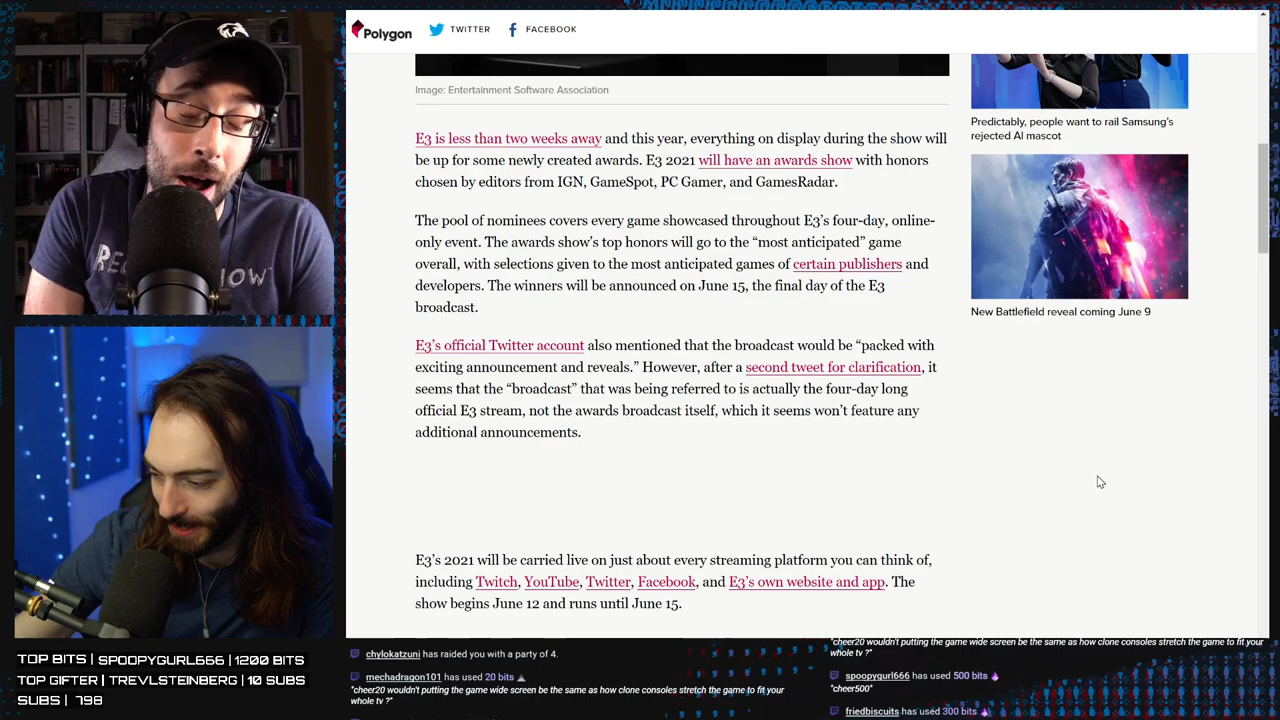 Polygon
TWITTER
FACEBOOK
Image: Entertainment Software Association
E3 is less than two weeks away and this year, everything on display during the show will
be up for some newly created awards. E3 2021 will have an awards show with honors
chosen by editors from IGN, GameSpot, PC Gamer, and GamesRadar.
The pool of nominees covers every game showcased throughout E3’s four-day, online-
only event. The awards show’s top honors will go to the “most anticipated” game
overall, with selections given to the most anticipated games of certain publishers and
developers. The winners will be announced on June 15, the final day of the E3
broadcast.
E3’s official Twitter account also mentioned that the broadcast would be “packed with
exciting announcement and reveals.” However, after a second tweet for clarification, it
seems that the “broadcast” that was being referred to is actually the four-day long
official E3 stream, not the awards broadcast itself, which it seems won’t feature any
additional announcements.
E3’s 2021 will be carried live on just about every streaming platform you can think of,
including Twitch, YouTube, Twitter, Facebook, and E3’s own website and app. The
show begins June 12 and runs until June 15.
Predictably, people want to rail Samsung’s
rejected AI mascot
New Battlefield reveal coming June 9
TOP BITS | SPOOPYGURL666 | 1200 BITS
TOP GIFTER | TREVLSTEINBERG | 10 SUBS
SUBS | 798
chylokatzuni has raided you with a party of 4.
mechadragon101 has used 20 bits
"cheer20 wouldn't putting the game wide screen be the same as how clone consoles stretch the game to fit your
whole tv ?"
"cheer20 wouldn't putting the game wide screen be the same as how clone consoles stretch the game to fit your
whole tv ?"
spoopygurl666 has used 500 bits
"cheer500"
friedbiscuits has used 300 bits